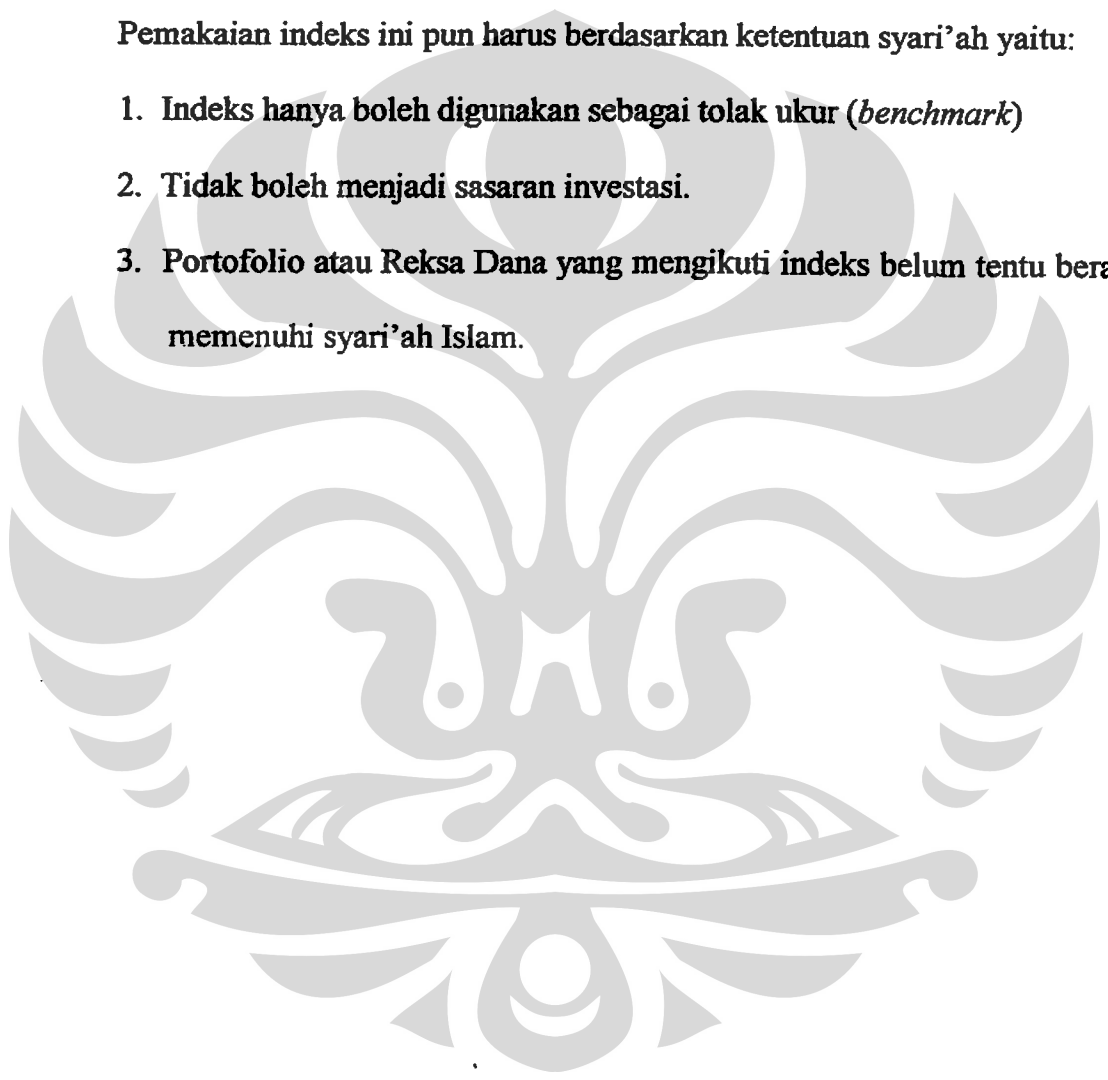 Pemakaian indeks ini pun harus berdasarkan ketentuan syari'ah yaitu:
1. Indeks hanya boleh digunakan sebagai tolak ukur (benchmark)
2. Tidak boleh menjadi sasaran investasi.
3. Portofolio atau Reksa Dana yang mengikuti indeks belum tentu
memenuhi syari'ah Islam.